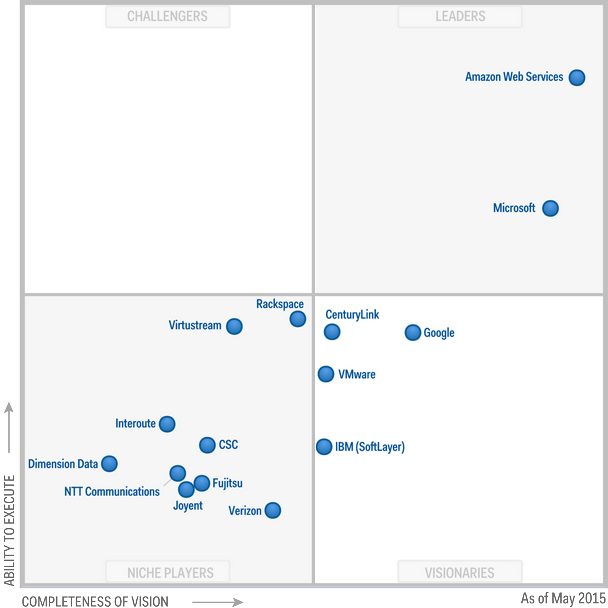 CHALLENGERS
LEADERS
Amazon Web Services
Microsoft
Rackspace
Virtustream
CenturyLink
Google
VMware
Interoute
CSC
IBM (SoftLayer)
Dimension Data
NTT Communications
Fujitsu
Joyent
Verizon
NICHE PLAYERS
VISIONARIES
ABILITY TO EXECUTE
COMPLETENESS OF VISION
As of May 2015